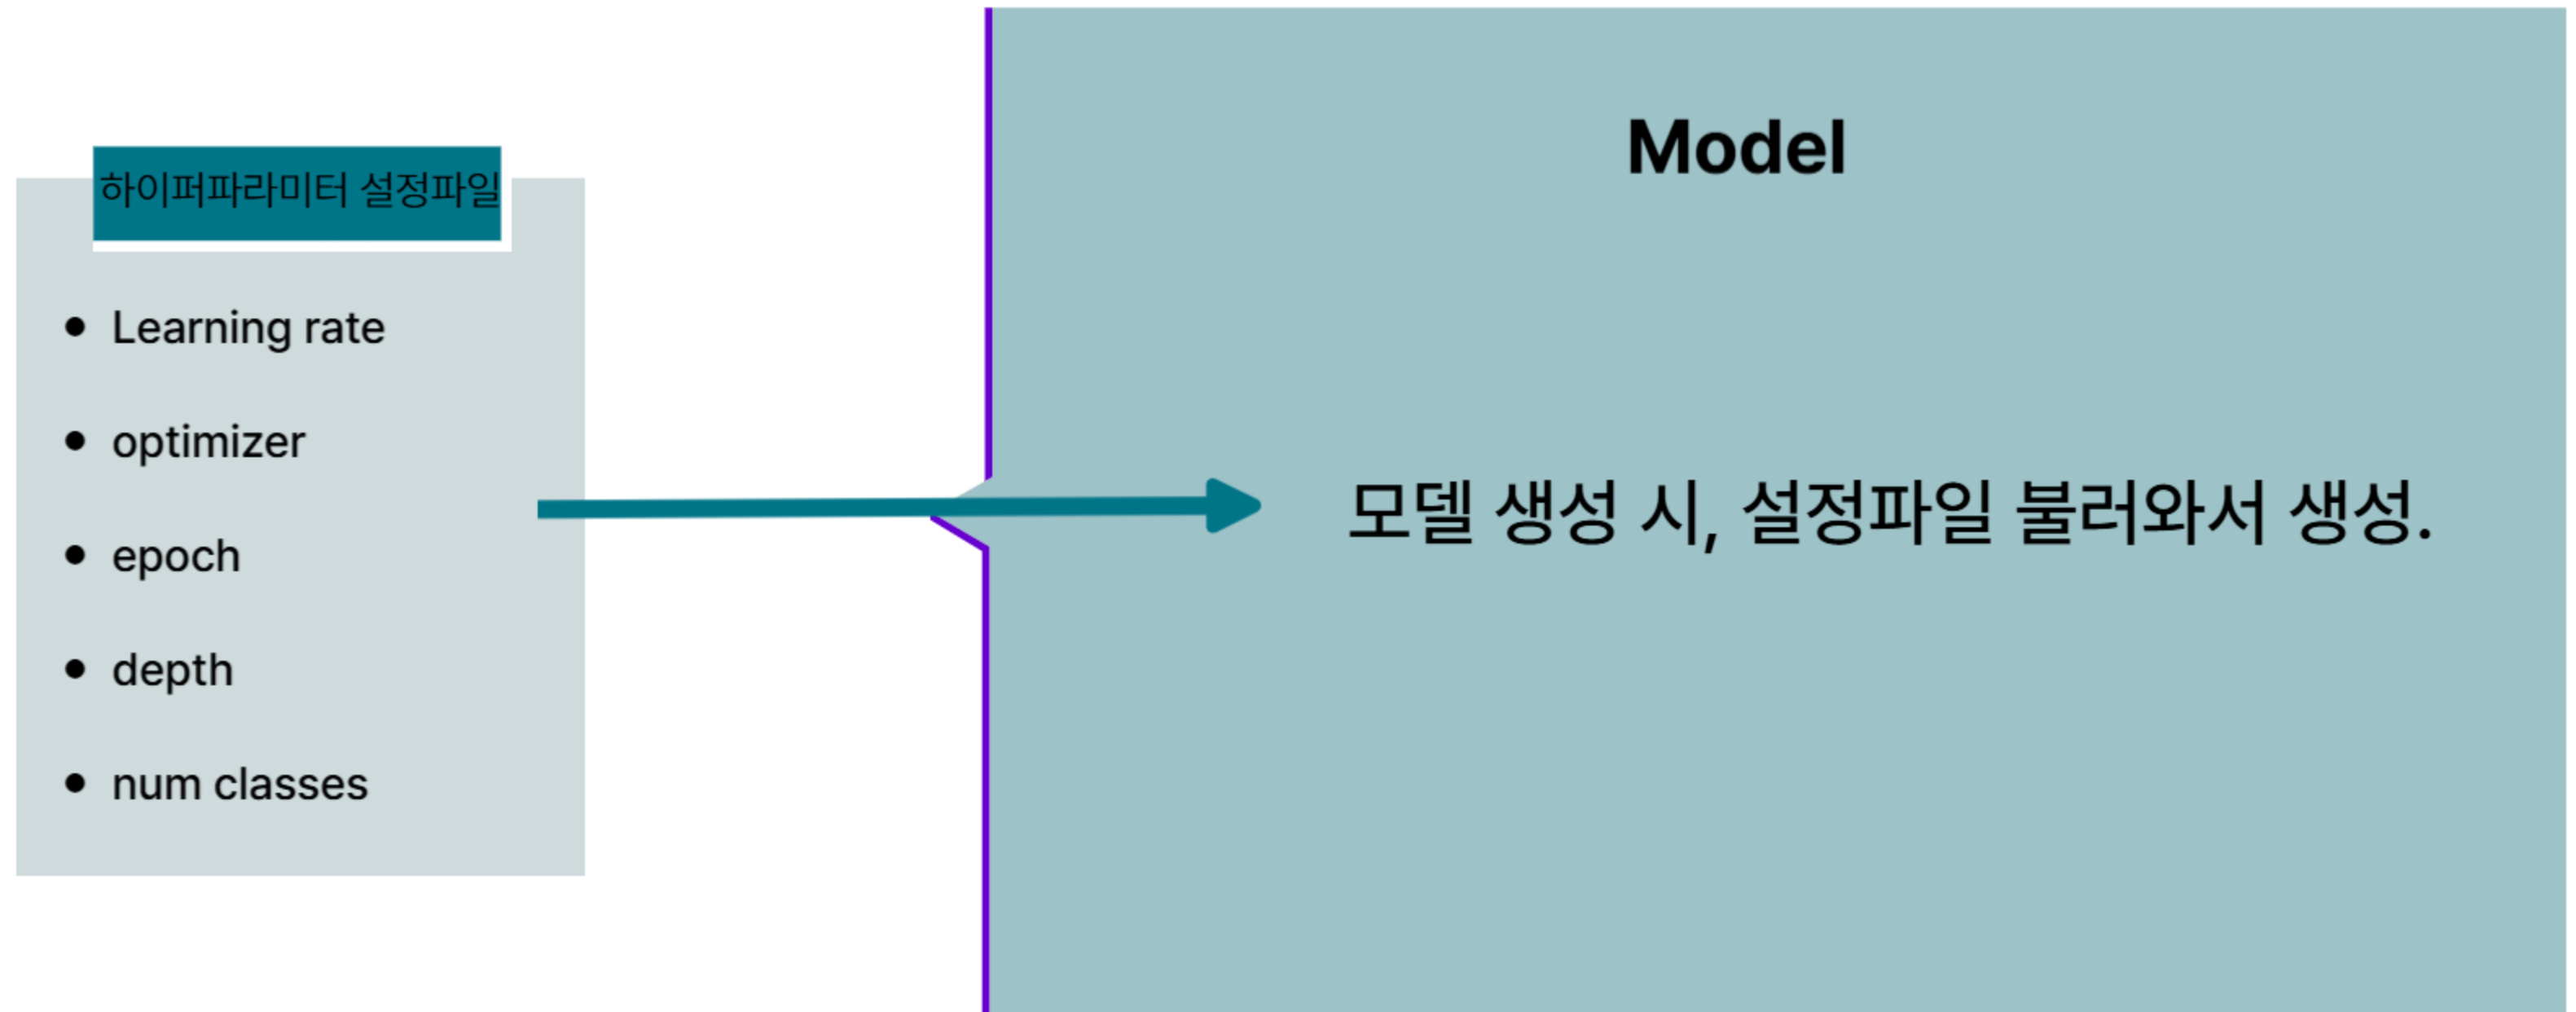 하이퍼파라미터 설정파일
Learning rate
optimizer
epoch
depth
num classes
Model
모델 생성 시, 설정파일 불러와서 생성.